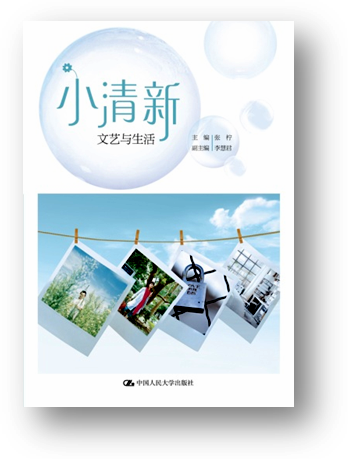 小清新
文艺与生活
主 编 张 柠
副主编 李慧君
中国人民大学出版社